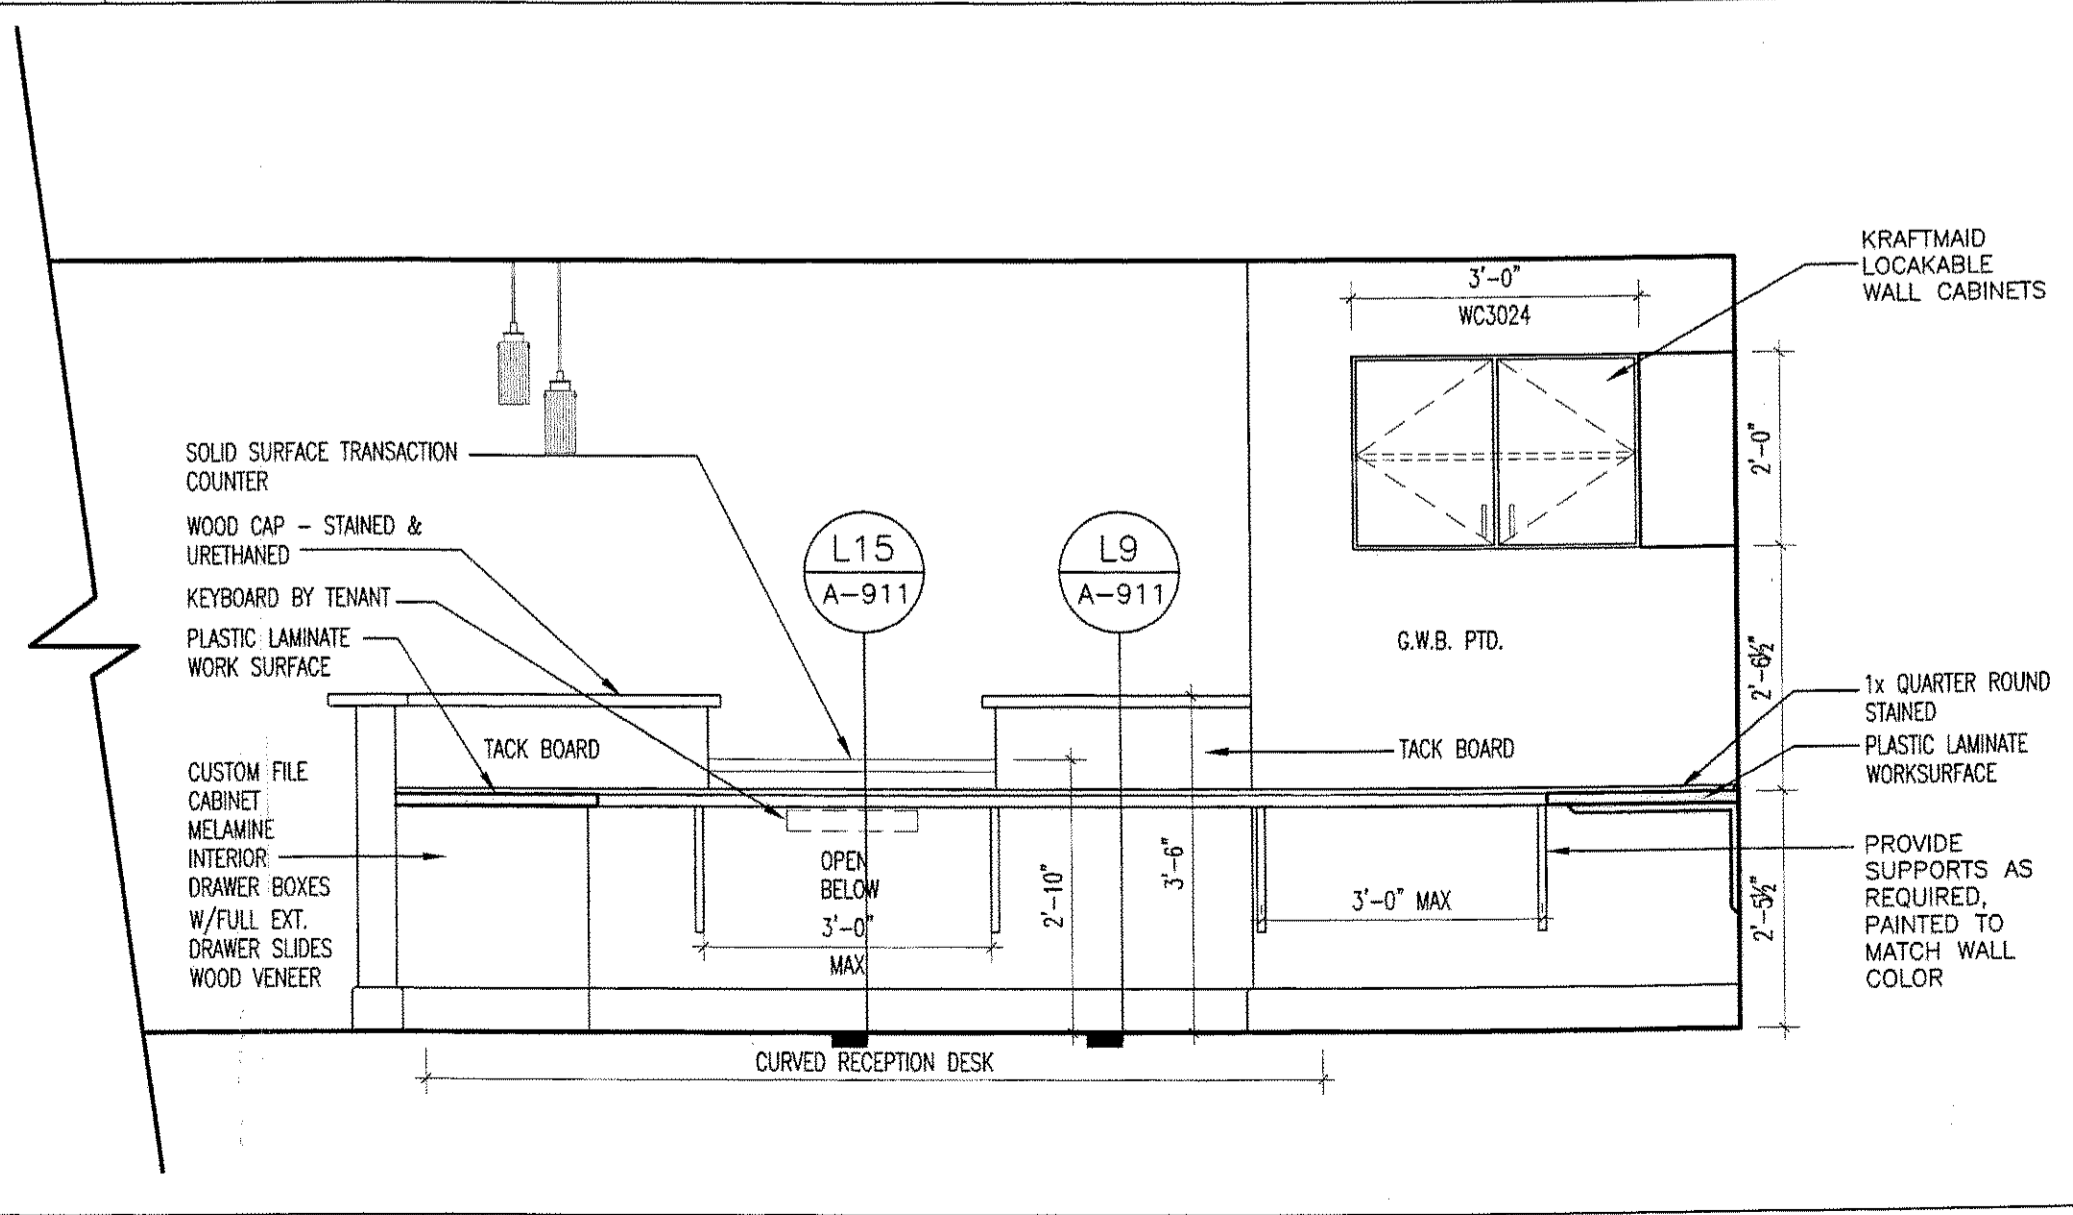 KRAFTMAID
LOCAKABLE
WALL CABINETS
3'-0"
WC3024
2'-0"
SOLID SURFACE TRANSACTION
COUNTER
WOOD CAP – STAINED &
URETHANED
KEYBOARD BY TENANT
PLASTIC LAMINATE
WORK SURFACE
L15
A-911
L9
A-911
G.W.B. PTD.
2'-6½"
1x QUARTER ROUND
STAINED
PLASTIC LAMINATE
WORKSURFACE
TACK BOARD
TACK BOARD
CUSTOM FILE
CABINET
MELAMINE
INTERIOR
DRAWER BOXES
W/FULL EXT.
DRAWER SLIDES
WOOD VENEER
OPEN
BELOW
3'-0"
MAX
2'-10"
3'-6"
3'-0" MAX
2'-5½"
PROVIDE
SUPPORTS AS
REQUIRED,
PAINTED TO
MATCH WALL
COLOR
CURVED RECEPTION DESK